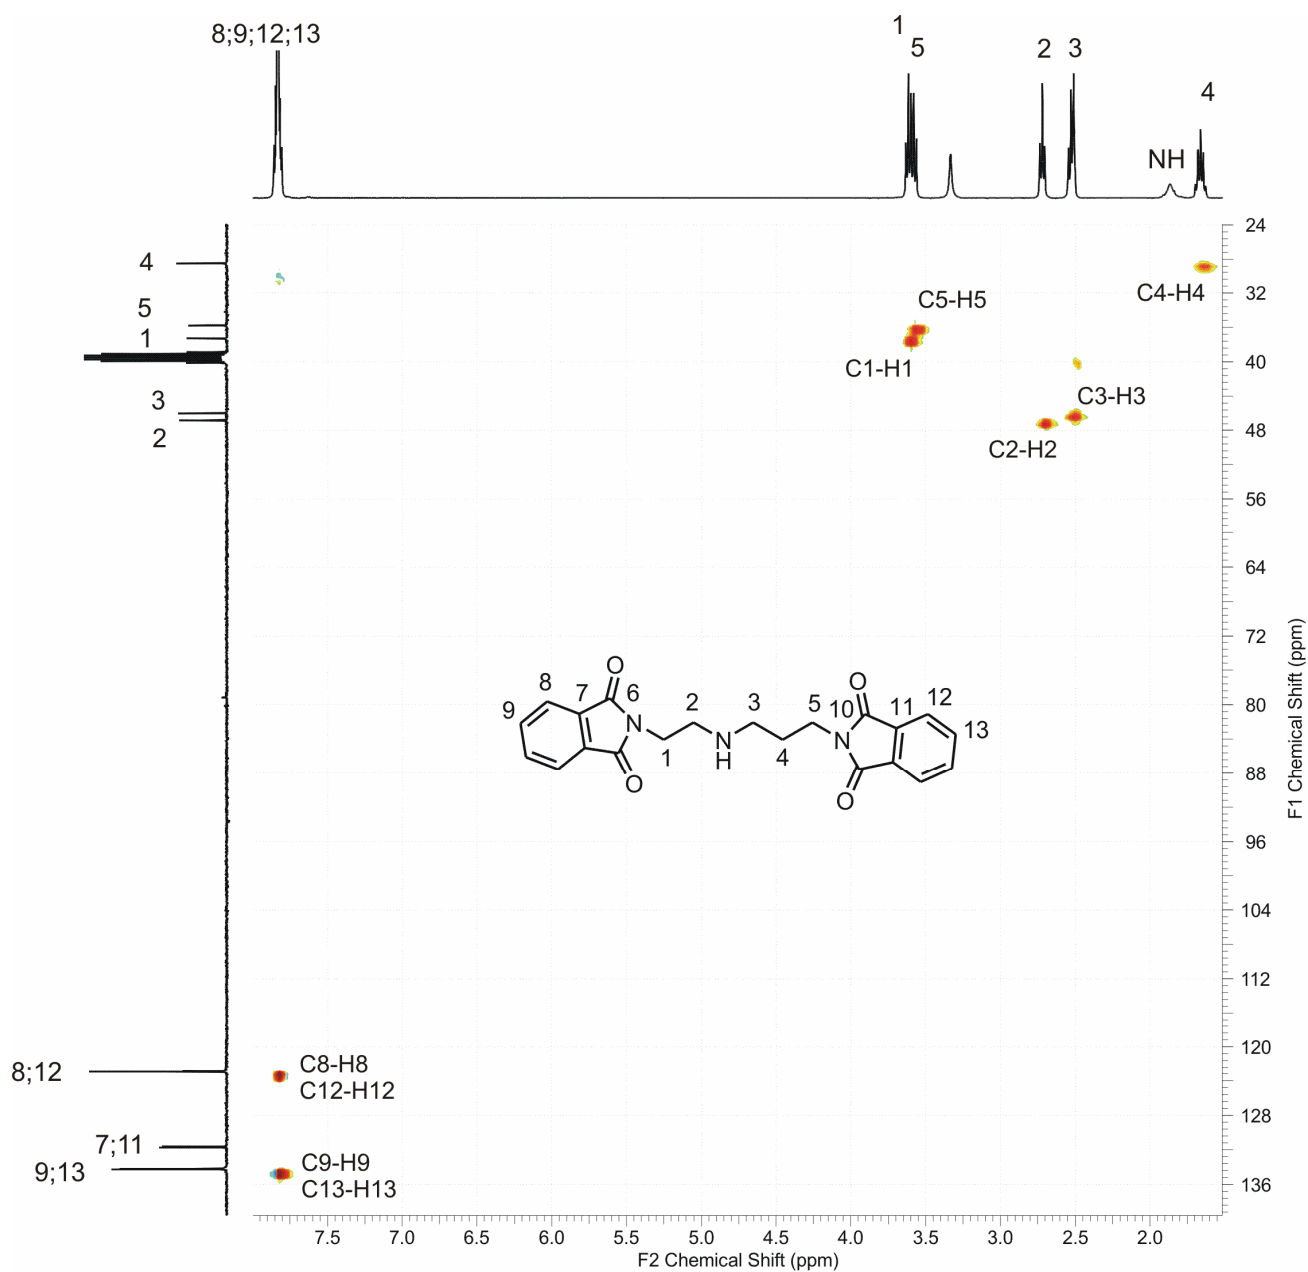 8;9;12;13
1
5
2
3
4
NH
4
5
1
3
2
8;12
7;11
9;13
C4-H4
C5-H5
C1-H1
C3-H3
C2-H2
O
8
7
6
9
N
2
1
N
H
3
4
5
10
O
N
11
12
13
O
O
C8-H8
C12-H12
C9-H9
C13-H13
24
32
40
48
56
64
72
80
88
96
104
112
120
128
136
F1 Chemical Shift (ppm)
7.5 7.0 6.5 6.0 5.5 5.0 4.5 4.0 3.5 3.0 2.5 2.0
F2 Chemical Shift (ppm)